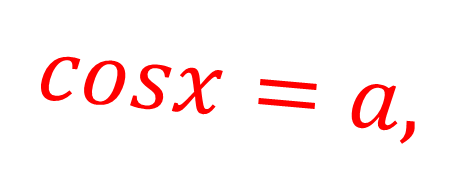 cosx = a,